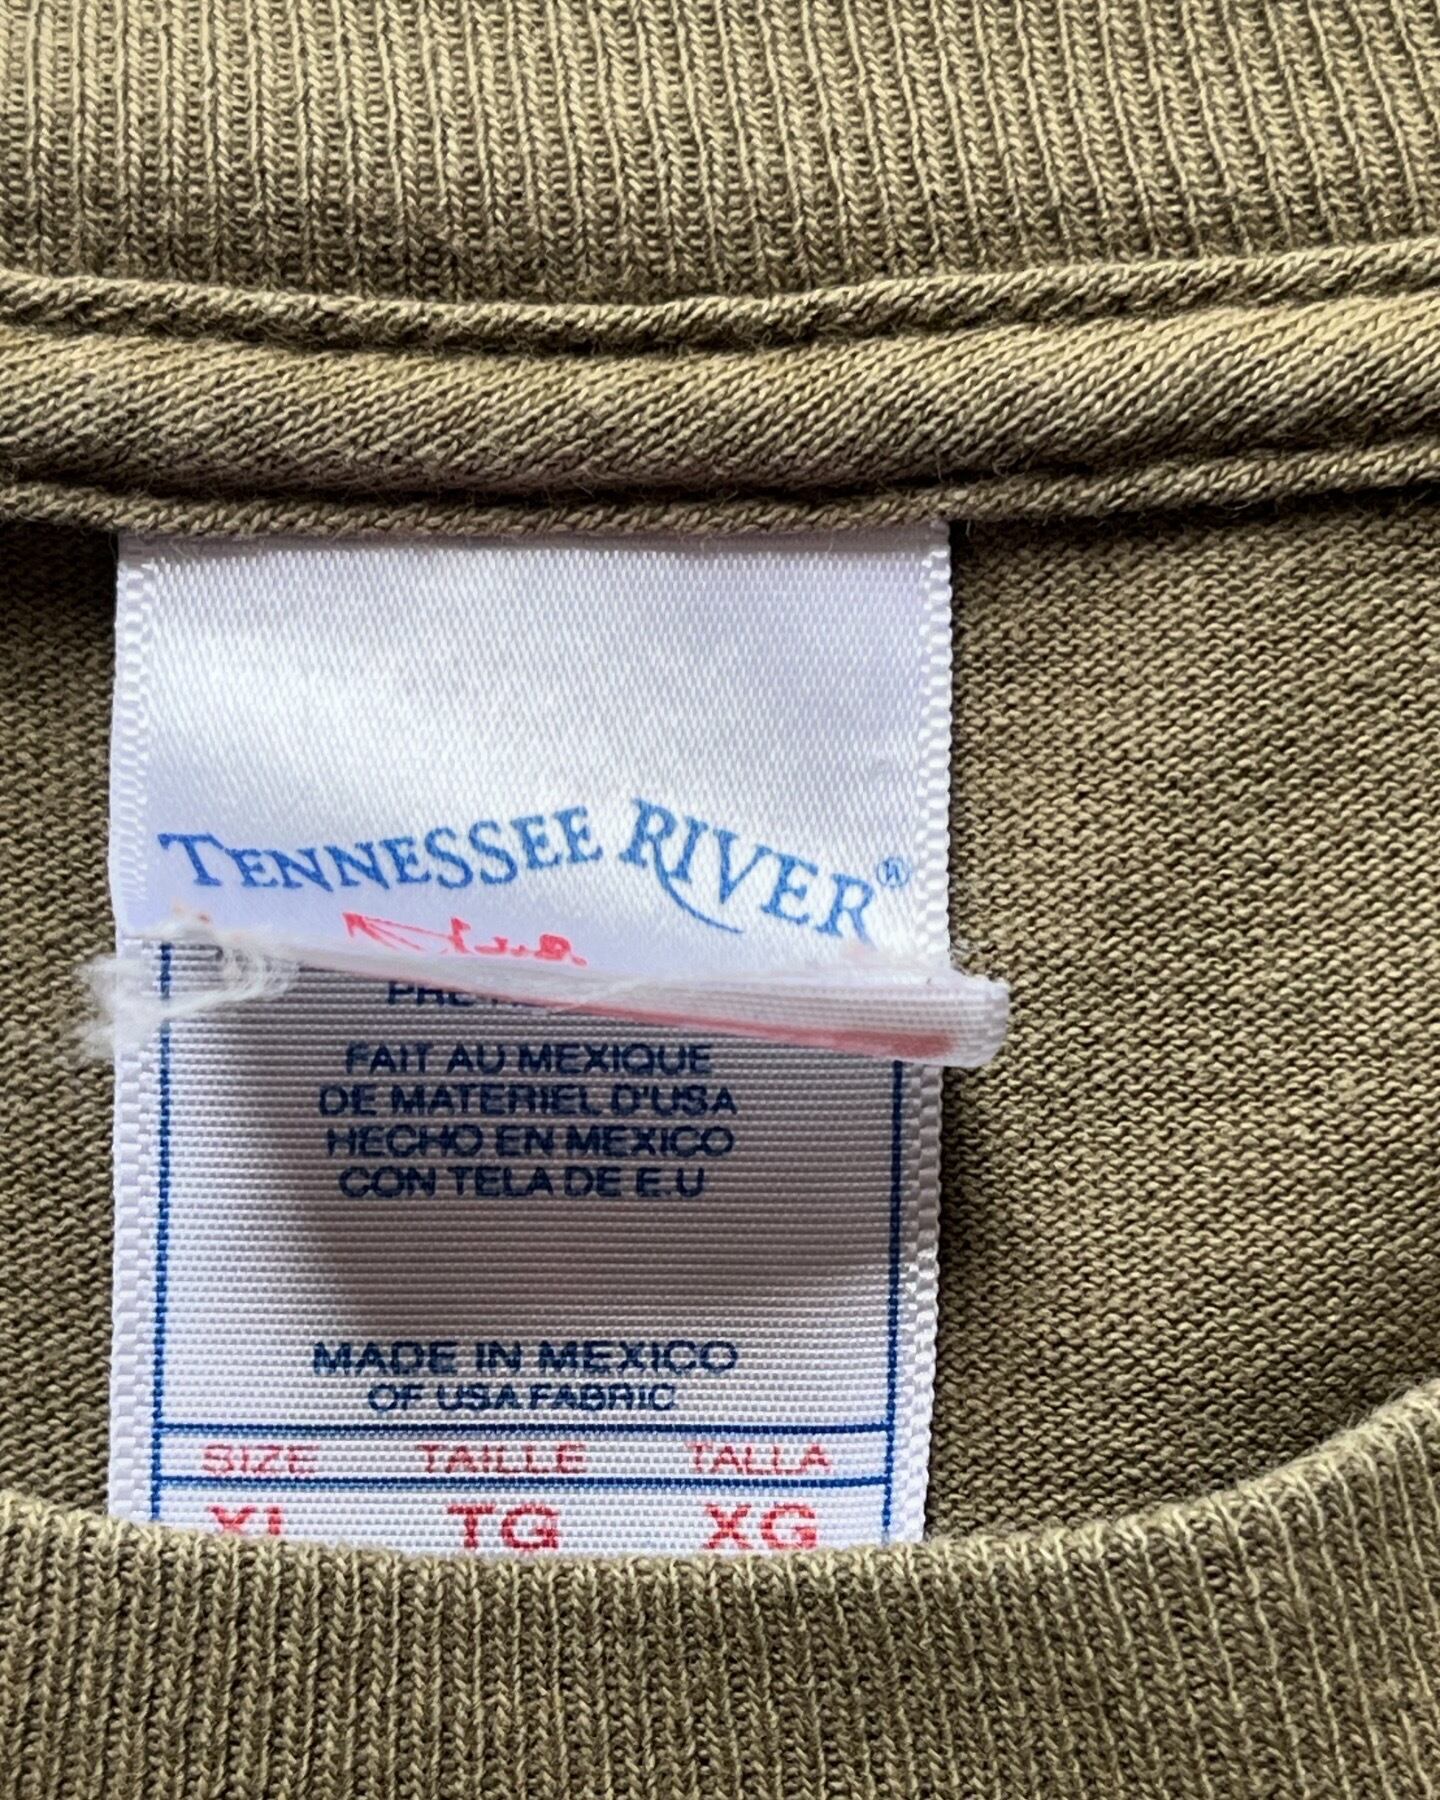 TENNESSEE RIVER®
FAIT AU MEXIQUE
DE MATERIEL D'USA
HECHO EN MEXICO
CON TELA DE E.U
MADE IN MEXICO
OF USA FABRIC
SIZE TAILLE TALLA
XL TG XG